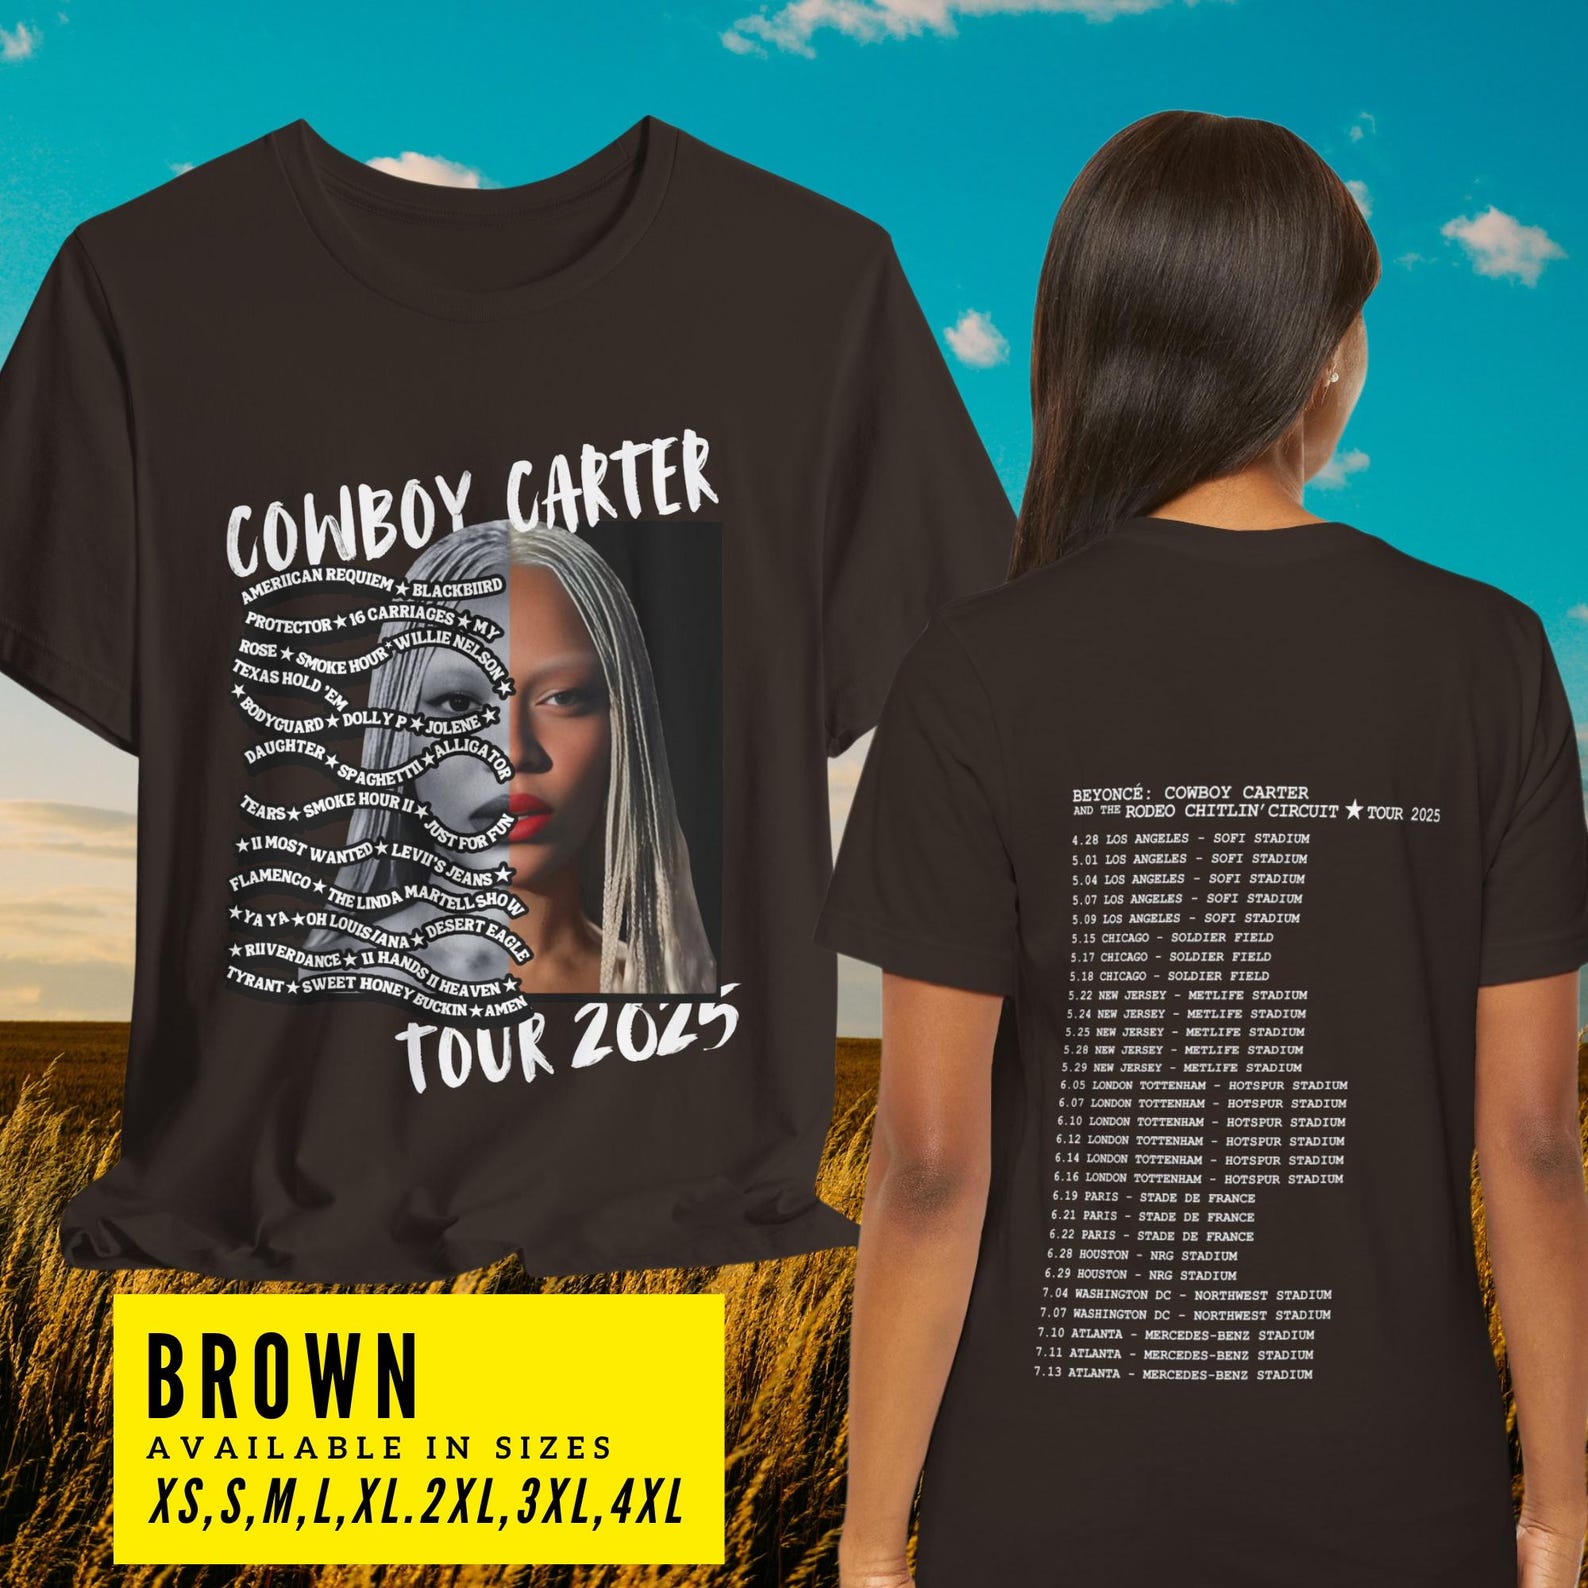 COWBOY CARTER
AMERIICAN REQUIEM ★ BLACKBIIRD
PROTECTOR ★ 16 CARRIAGES ★ MY
ROSE ★ SMOKE HOUR ★ WILLIE NELSON ★
TEXAS HOLD 'EM
★ BODYGUARD ★ DOLLY P ★ JOLENE ★
DAUGHTER ★ SPAGHETTII ★ ALLIGATOR
TEARS ★ SMOKE HOUR II ★ JUST FOR FUN
★ II MOST WANTED ★ LEVII'S JEANS ★
FLAMENCO ★ THE LINDA MARTELL SHOW
★ YA YA ★ OH LOUISIANA ★ DESERT EAGLE
★ RIIVERDANCE ★ II HANDS II HEAVEN ★
TYRANT ★ SWEET HONEY BUCKIN ★ AMEN
TOUR 2025
BEYONCÉ: COWBOY CARTER
AND THE RODEO CHITLIN' CIRCUIT ★ TOUR 2025
4.28 LOS ANGELES - SOFI STADIUM
5.01 LOS ANGELES - SOFI STADIUM
5.04 LOS ANGELES - SOFI STADIUM
5.07 LOS ANGELES - SOFI STADIUM
5.09 LOS ANGELES - SOFI STADIUM
5.15 CHICAGO - SOLDIER FIELD
5.17 CHICAGO - SOLDIER FIELD
5.18 CHICAGO - SOLDIER FIELD
5.22 NEW JERSEY - METLIFE STADIUM
5.24 NEW JERSEY - METLIFE STADIUM
5.25 NEW JERSEY - METLIFE STADIUM
5.28 NEW JERSEY - METLIFE STADIUM
5.29 NEW JERSEY - METLIFE STADIUM
6.05 LONDON TOTTENHAM - HOTSPUR STADIUM
6.07 LONDON TOTTENHAM - HOTSPUR STADIUM
6.10 LONDON TOTTENHAM - HOTSPUR STADIUM
6.12 LONDON TOTTENHAM - HOTSPUR STADIUM
6.14 LONDON TOTTENHAM - HOTSPUR STADIUM
6.16 LONDON TOTTENHAM - HOTSPUR STADIUM
6.19 PARIS - STADE DE FRANCE
6.21 PARIS - STADE DE FRANCE
6.22 PARIS - STADE DE FRANCE
6.28 HOUSTON - NRG STADIUM
6.29 HOUSTON - NRG STADIUM
7.04 WASHINGTON DC - NORTHWEST STADIUM
7.07 WASHINGTON DC - NORTHWEST STADIUM
7.10 ATLANTA - MERCEDES-BENZ STADIUM
7.11 ATLANTA - MERCEDES-BENZ STADIUM
7.13 ATLANTA - MERCEDES-BENZ STADIUM
BROWN
AVAILABLE IN SIZES
XS,S,M,L,XL.2XL,3XL,4XL